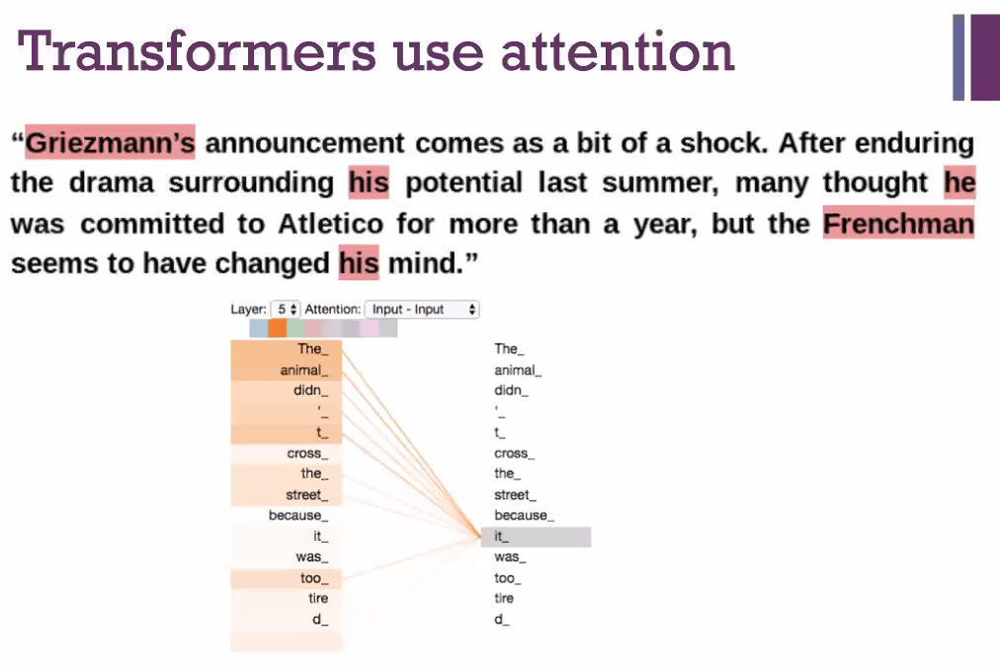 Transformers use attention
“Griezmann’s announcement comes as a bit of a shock. After enduring
the drama surrounding his potential last summer, many thought he
was committed to Atletico for more than a year, but the Frenchman
seems to have changed his mind.”
Layer: 5 Attention: Input - Input
The_ The_
animal_ animal_
didn_ didn_
'_ '_
t_ t_
cross_ cross_
the_ the_
street_ street_
because_ because_
it_ it_
was_ was_
too_ too_
tire tire
d_ d_